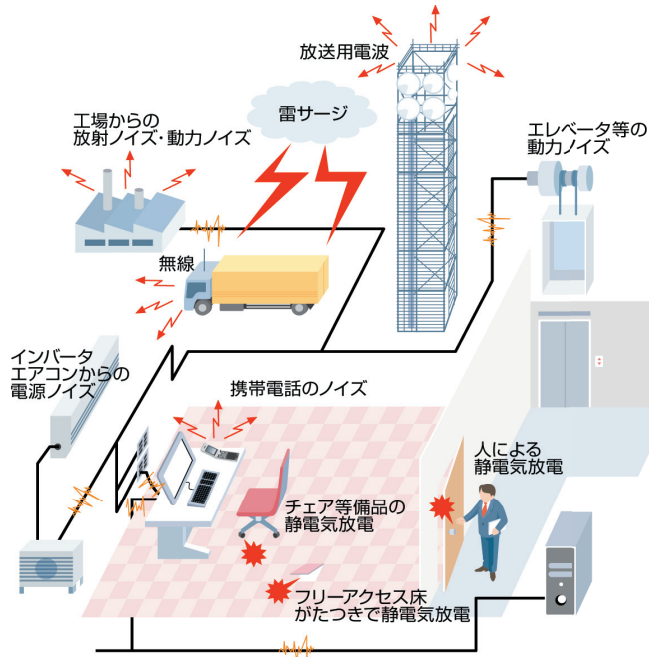 放送用電波
雷サージ
工場からの
放射ノイズ・動力ノイズ
エレベータ等の
動力ノイズ
無線
インバータ
エアコンからの
電源ノイズ
携帯電話のノイズ
人による
静電気放電
チェア等備品の
静電気放電
フリーアクセス床
がたつきで静電気放電